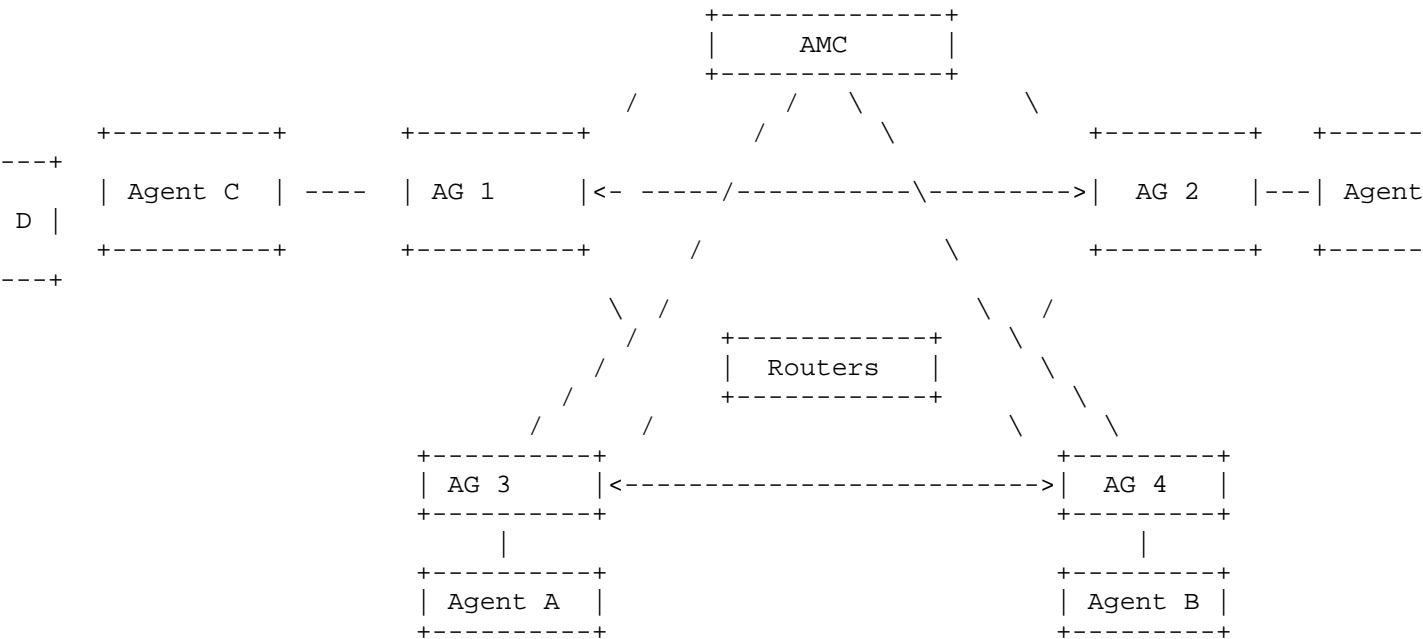 AMC
Agent C AG 1 AG 2 Agent
D
Routers
AG 3 AG 4
Agent A Agent B